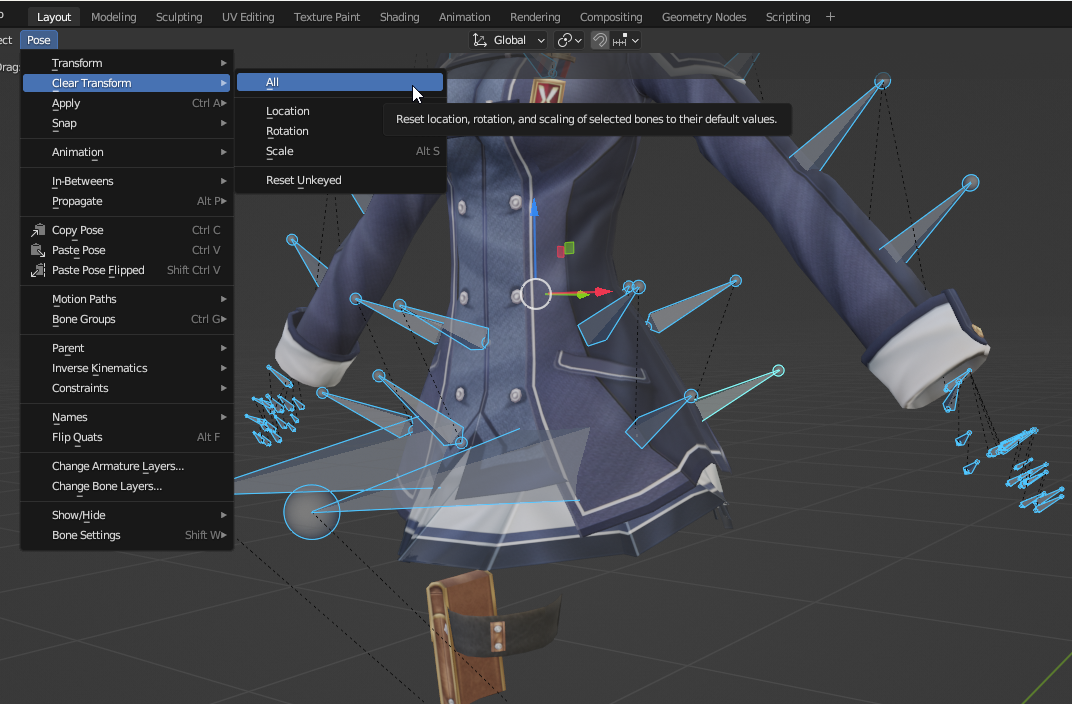 Layout Modeling Sculpting UV Editing Texture Paint Shading Animation Rendering Compositing Geometry Nodes Scripting +
ect Pose Global
Drag:
Transform
Clear Transform
Apply Ctrl A
Snap
Animation
In-Betweens
Propagate Alt P
Copy Pose Ctrl C
Paste Pose Ctrl V
Paste Pose Flipped Shift Ctrl V
Motion Paths
Bone Groups Ctrl G
Parent
Inverse Kinematics
Constraints
Names
Flip Quats Alt F
Change Armature Layers...
Change Bone Layers...
Show/Hide
Bone Settings Shift W
All
Location
Rotation
Scale Alt S
Reset Unkeyed
Reset location, rotation, and scaling of selected bones to their default values.